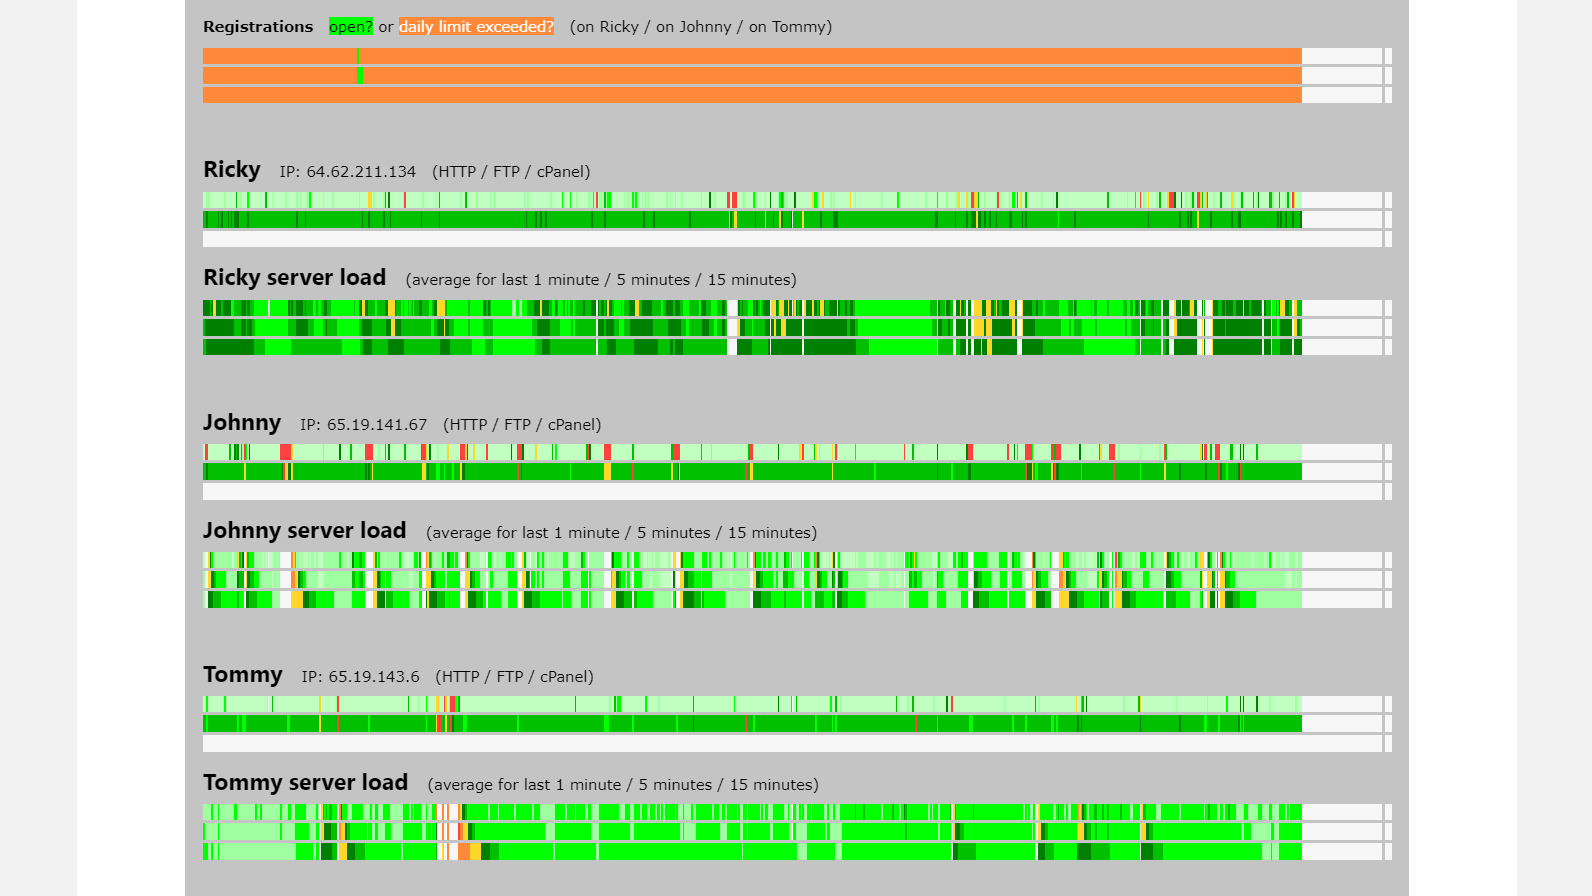 Registrations open? or daily limit exceeded? (on Ricky / on Johnny / on Tommy)
Ricky IP: 64.62.211.134 (HTTP / FTP / cPanel)
Ricky server load (average for last 1 minute / 5 minutes / 15 minutes)
Johnny IP: 65.19.141.67 (HTTP / FTP / cPanel)
Johnny server load (average for last 1 minute / 5 minutes / 15 minutes)
Tommy IP: 65.19.143.6 (HTTP / FTP / cPanel)
Tommy server load (average for last 1 minute / 5 minutes / 15 minutes)